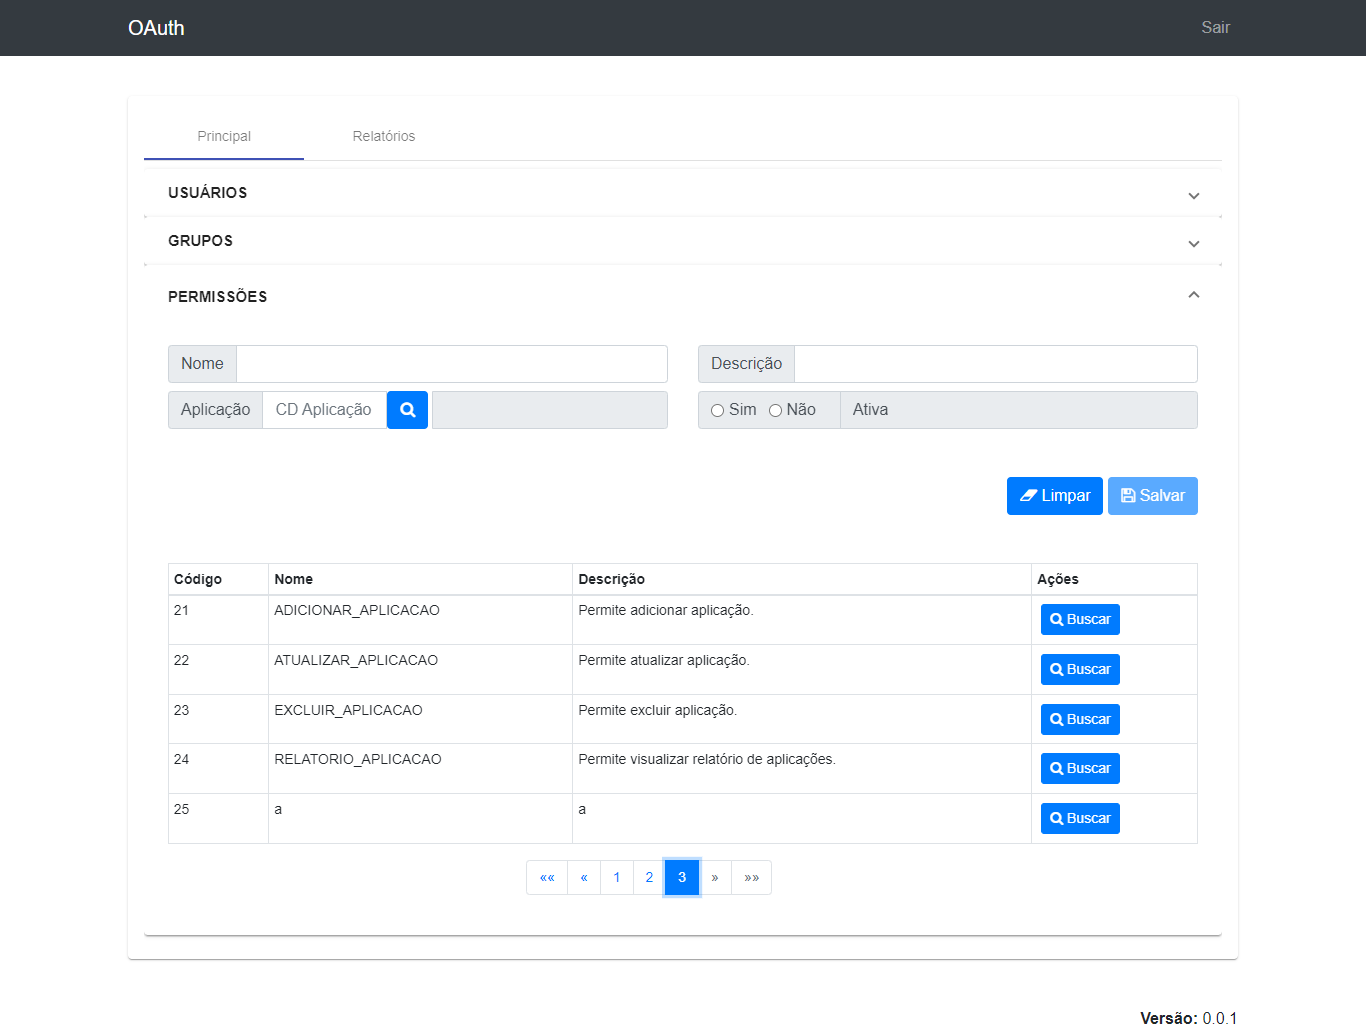 OAuth Sair
Principal Relatórios
USUÁRIOS
GRUPOS
PERMISSÕES
Nome Descrição
Aplicação CD Aplicação Sim Não Ativa
Limpar Salvar
Código Nome Descrição Ações
21 ADICIONAR_APLICACAO Permite adicionar aplicação. Buscar
22 ATUALIZAR_APLICACAO Permite atualizar aplicação. Buscar
23 EXCLUIR_APLICACAO Permite excluir aplicação. Buscar
24 RELATORIO_APLICACAO Permite visualizar relatório de aplicações. Buscar
25 a a Buscar
«« « 1 2 3 » »»
Versão: 0.0.1